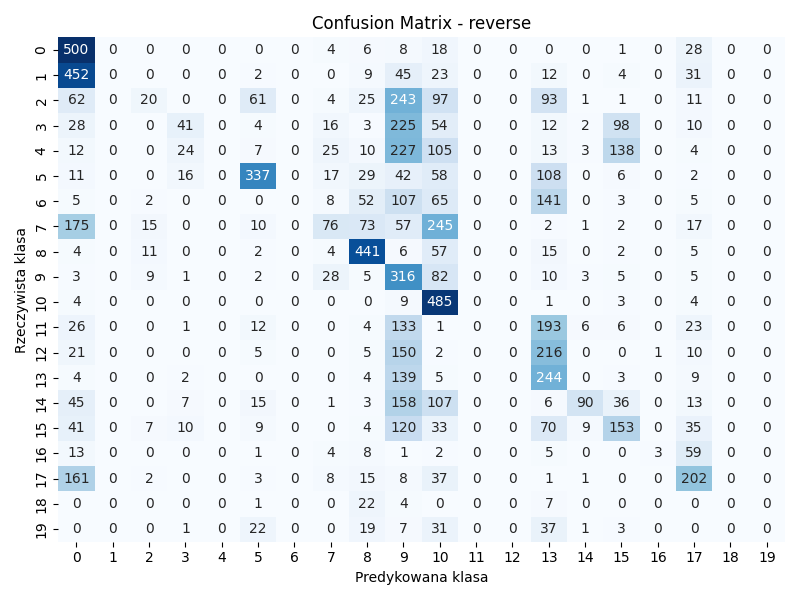 Confusion Matrix - reverse
Rzeczywista klasa
0 500 0 0 0 0 0 0 4 6 8 18 0 0 0 0 1 0 28 0 0
1 452 0 0 0 0 2 0 0 9 45 23 0 0 12 0 4 0 31 0 0
2 62 0 20 0 0 61 0 4 25 243 97 0 0 93 1 1 0 11 0 0
3 28 0 0 41 0 4 0 16 3 225 54 0 0 12 2 98 0 10 0 0
4 12 0 0 24 0 7 0 25 10 227 105 0 0 13 3 138 0 4 0 0
5 11 0 0 16 0 337 0 17 29 42 58 0 0 108 0 6 0 2 0 0
6 5 0 2 0 0 0 0 8 52 107 65 0 0 141 0 3 0 5 0 0
7 175 0 15 0 0 10 0 76 73 57 245 0 0 2 1 2 0 17 0 0
8 4 0 11 0 0 2 0 4 441 6 57 0 0 15 0 2 0 5 0 0
9 3 0 9 1 0 2 0 28 5 316 82 0 0 10 3 5 0 5 0 0
10 4 0 0 0 0 0 0 0 0 9 485 0 0 1 0 3 0 4 0 0
11 26 0 0 1 0 12 0 0 4 133 1 0 0 193 6 6 0 23 0 0
12 21 0 0 0 0 5 0 0 5 150 2 0 0 216 0 0 1 10 0 0
13 4 0 0 2 0 0 0 0 4 139 5 0 0 244 0 3 0 9 0 0
14 45 0 0 7 0 15 0 1 3 158 107 0 0 6 90 36 0 13 0 0
15 41 0 7 10 0 9 0 0 4 120 33 0 0 70 9 153 0 35 0 0
16 13 0 0 0 0 1 0 4 8 1 2 0 0 5 0 0 3 59 0 0
17 161 0 2 0 0 3 0 8 15 8 37 0 0 1 1 0 0 202 0 0
18 0 0 0 0 0 1 0 0 22 4 0 0 0 7 0 0 0 0 0 0
19 0 0 0 1 0 22 0 0 19 7 31 0 0 37 1 3 0 0 0 0
0 1 2 3 4 5 6 7 8 9 10 11 12 13 14 15 16 17 18 19
Predykowana klasa